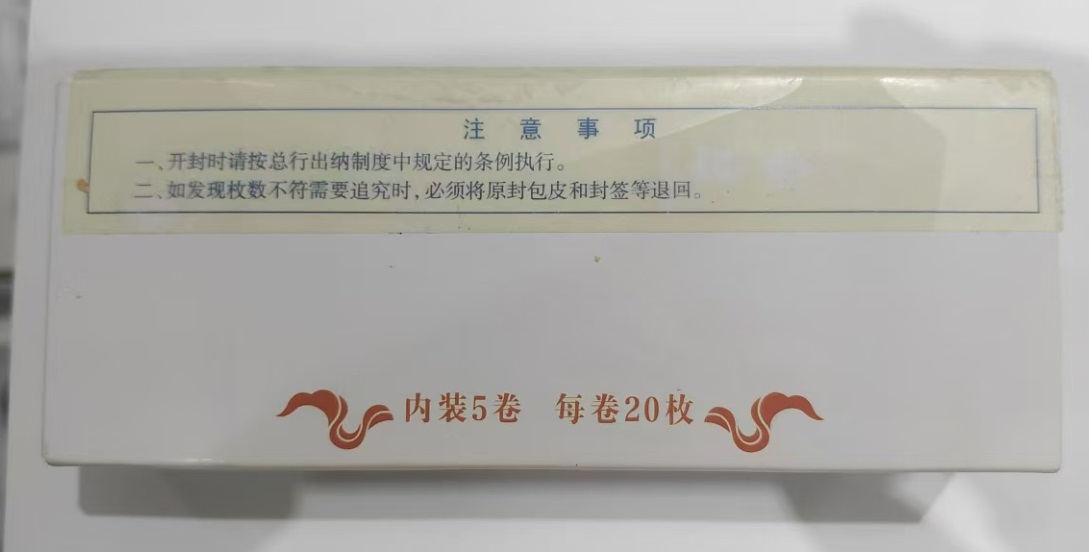 注意事项
一、开封时请按总行出纳制度中规定的条例执行。
二、如发现枚数不符需要追究时,必须将原封包皮和封签等退回。
内装5卷 每卷20枚